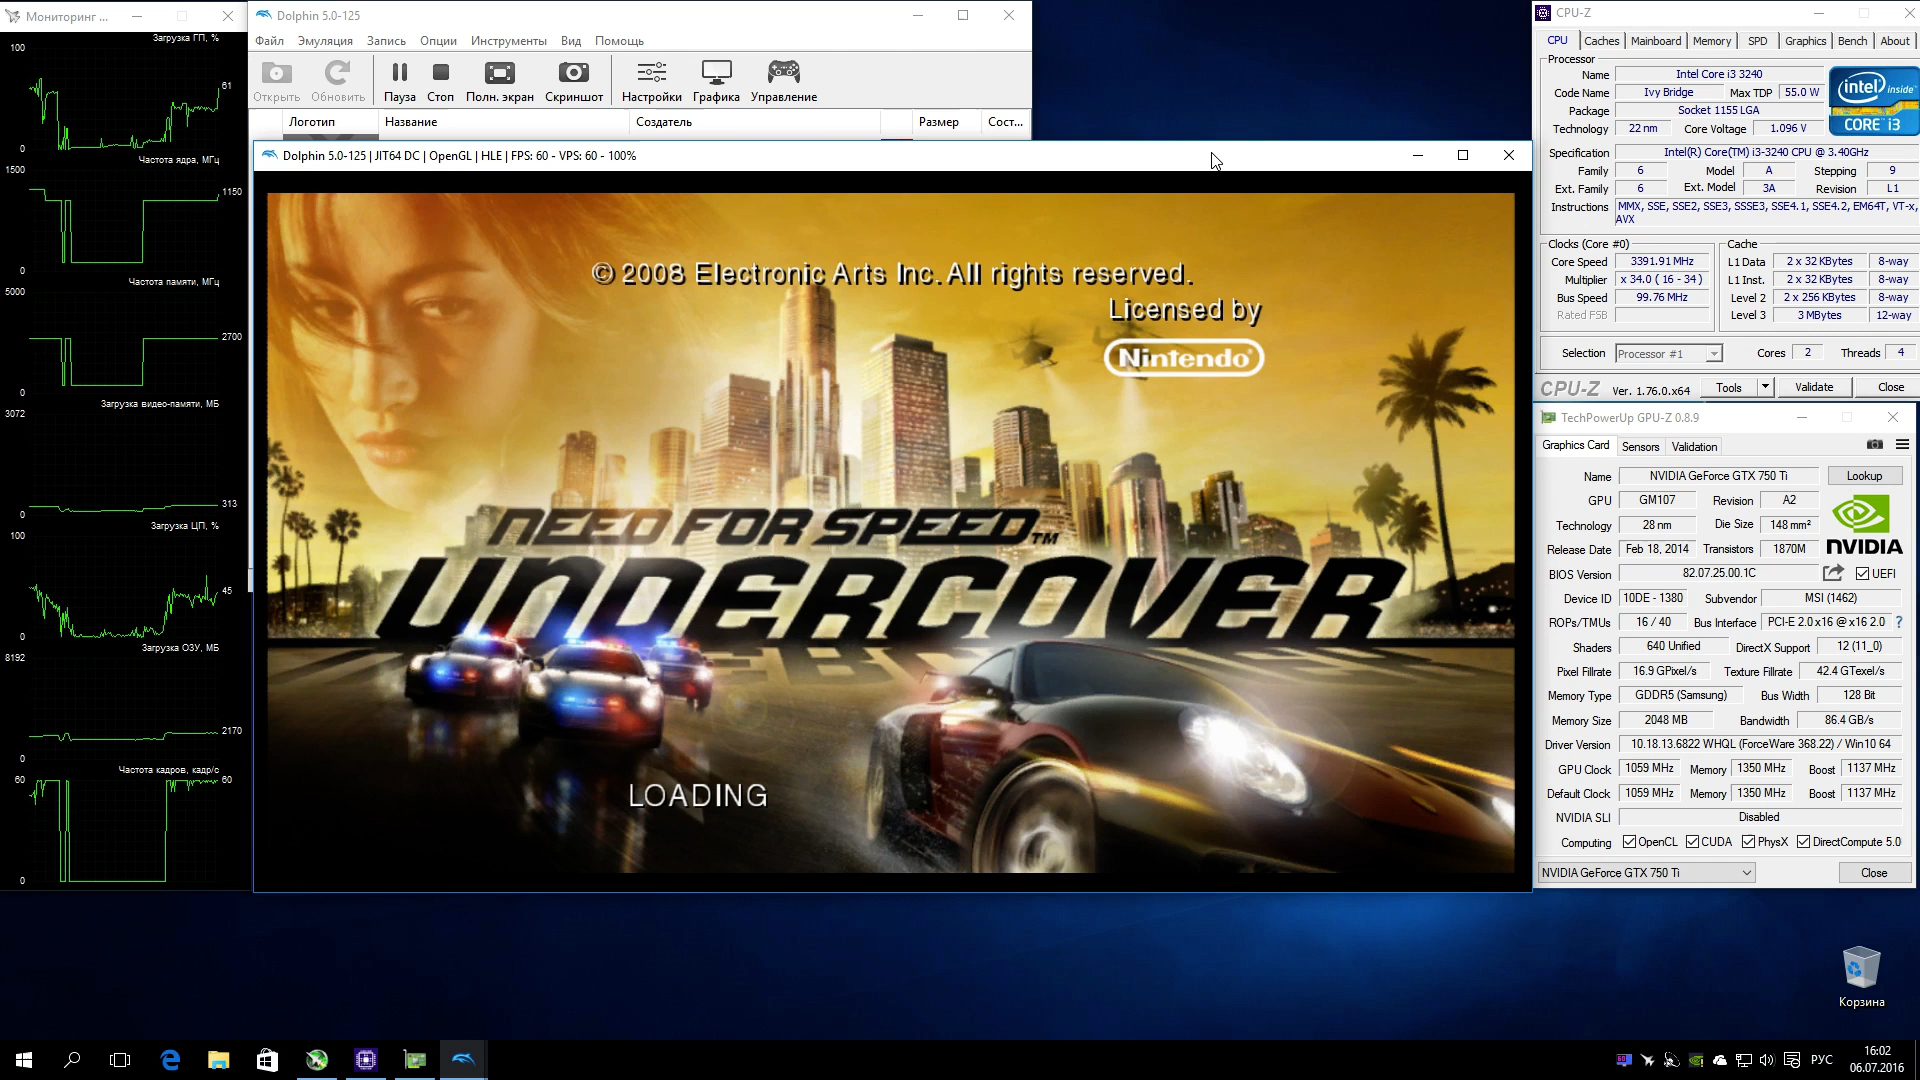 Мониторинг ...
Загрузка ГП, %
100
61
0
Частота ядра, МГц
1500
1150
0
Частота памяти, МГц
5000
2700
0
Загрузка видео-памяти, МБ
3072
313
0
Загрузка ЦП, %
100
45
0
Загрузка ОЗУ, МБ
8192
2170
0
Частота кадров, кадр/с
60
60
0
Dolphin 5.0-125
Файл Эмуляция Запись Опции Инструменты Вид Помощь
Открыть Обновить Пауза Стоп Полн. экран Скриншот Настройки Графика Управление
Логотип Название Создатель Размер Сост...
Dolphin 5.0-125 | JIT64 DC | OpenGL | HLE | FPS: 60 - VPS: 60 - 100%
© 2008 Electronic Arts Inc. All rights reserved.
Licensed by
Nintendo
NEED FOR SPEED™
UNDERCOVER
LOADING
CPU-Z
CPU Caches Mainboard Memory SPD Graphics Bench About
Processor
Name Intel Core i3 3240
Code Name Ivy Bridge Max TDP 55.0 W
Package Socket 1155 LGA
Technology 22 nm Core Voltage 1.096 V
intel inside™
CORE i3
Specification Intel(R) Core(TM) i3-3240 CPU @ 3.40GHz
Family 6 Model A Stepping 9
Ext. Family 6 Ext. Model 3A Revision L1
Instructions MMX, SSE, SSE2, SSE3, SSSE3, SSE4.1, SSE4.2, EM64T, VT-x,
AVX
Clocks (Core #0)
Core Speed 3391.91 MHz
Multiplier x 34.0 ( 16 - 34 )
Bus Speed 99.76 MHz
Rated FSB
Cache
L1 Data 2 x 32 KBytes 8-way
L1 Inst. 2 x 32 KBytes 8-way
Level 2 2 x 256 KBytes 8-way
Level 3 3 MBytes 12-way
Selection Processor #1 Cores 2 Threads 4
CPU-Z Ver. 1.76.0.x64 Tools Validate Close
TechPowerUp GPU-Z 0.8.9
Graphics Card Sensors Validation
Name NVIDIA GeForce GTX 750 Ti Lookup
GPU GM107 Revision A2
Technology 28 nm Die Size 148 mm²
Release Date Feb 18, 2014 Transistors 1870M
NVIDIA
BIOS Version 82.07.25.00.1C UEFI
Device ID 10DE - 1380 Subvendor MSI (1462)
ROPs/TMUs 16 / 40 Bus Interface PCI-E 2.0 x16 @ x16 2.0 ?
Shaders 640 Unified DirectX Support 12 (11_0)
Pixel Fillrate 16.9 GPixel/s Texture Fillrate 42.4 GTexel/s
Memory Type GDDR5 (Samsung) Bus Width 128 Bit
Memory Size 2048 MB Bandwidth 86.4 GB/s
Driver Version 10.18.13.6822 WHQL (ForceWare 368.22) / Win10 64
GPU Clock 1059 MHz Memory 1350 MHz Boost 1137 MHz
Default Clock 1059 MHz Memory 1350 MHz Boost 1137 MHz
NVIDIA SLI Disabled
Computing OpenCL CUDA PhysX DirectCompute 5.0
NVIDIA GeForce GTX 750 Ti Close
Корзина
РУС
16:02
06.07.2016